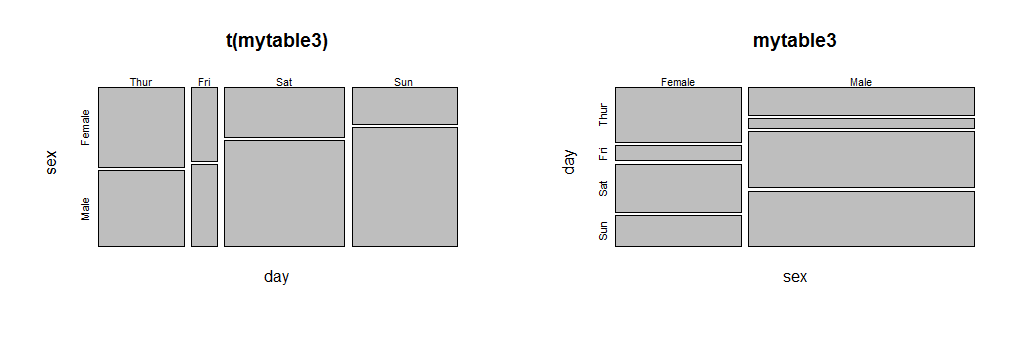 t(mytable3)
Thur Fri Sat Sun
Female
Male
sex
day
mytable3
Female Male
Thur
Fri
Sat
Sun
day
sex